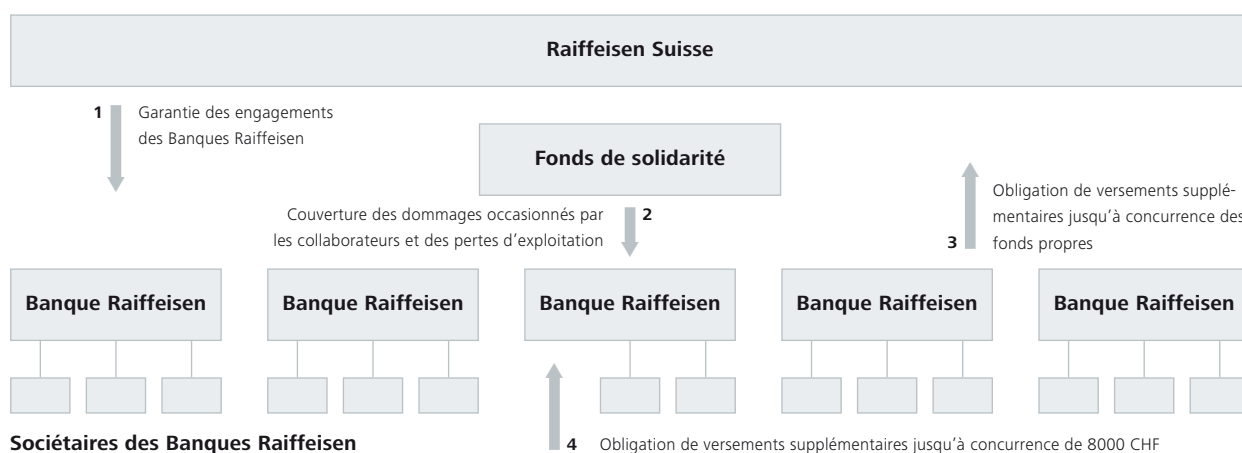 Raiffeisen Suisse
1 Garantie des engagements
des Banques Raiffeisen
Fonds de solidarité
Couverture des dommages occasionnés par
les collaborateurs et des pertes d'exploitation
2
Obligation de versements supplé-
mentaires jusqu'à concurrence des
3 fonds propres
Banque Raiffeisen
Banque Raiffeisen
Banque Raiffeisen
Banque Raiffeisen
Banque Raiffeisen
Sociétaires des Banques Raiffeisen
4 Obligation de versements supplémentaires jusqu'à concurrence de 8000 CHF